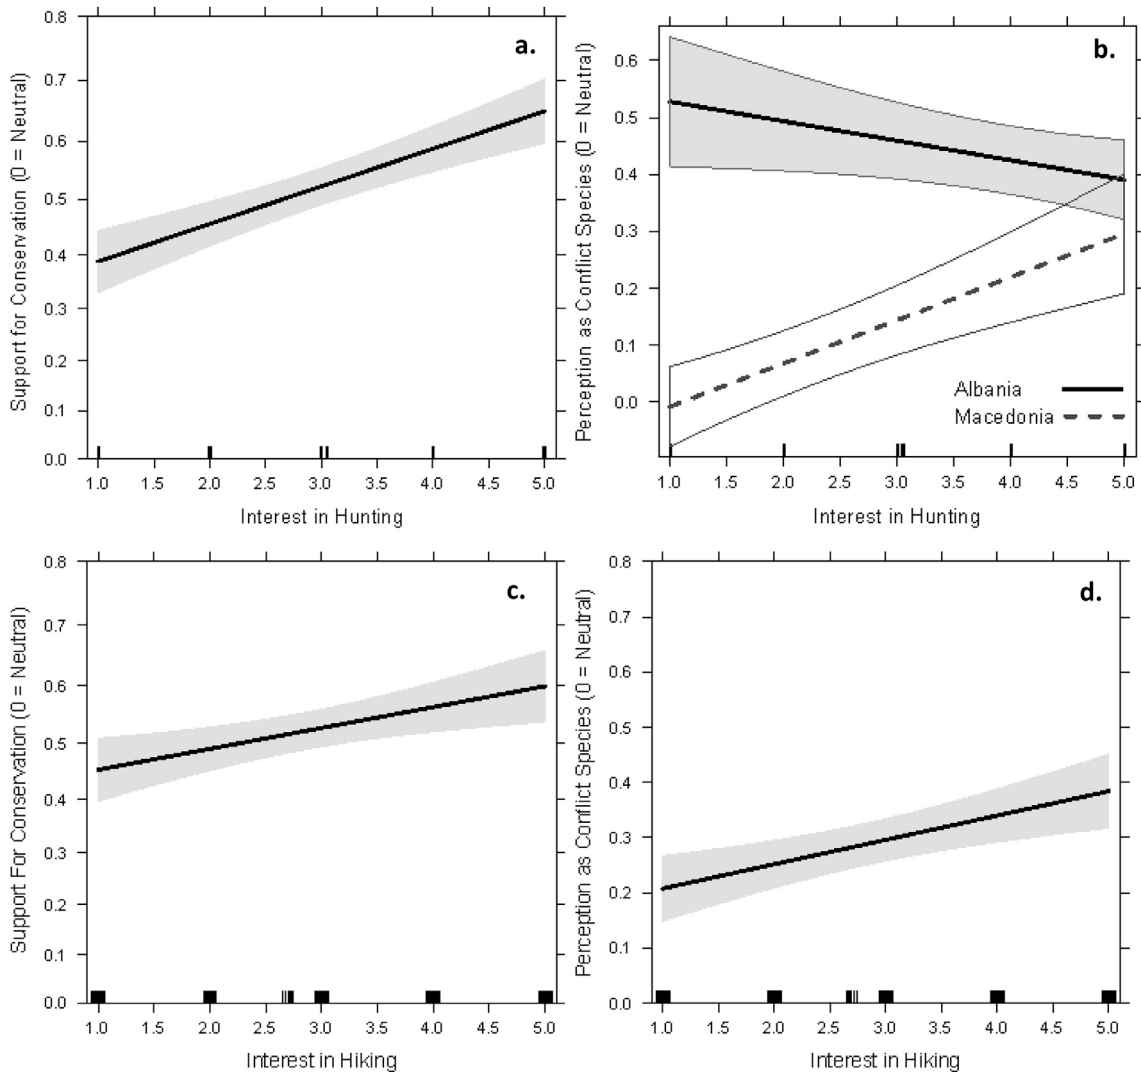 a.
Support for Conservation (0 = Neutral)
0.8
0.7
0.6
0.5
0.4
0.3
0.2
0.1
0.0
1.0 1.5 2.0 2.5 3.0 3.5 4.0 4.5 5.0
Interest in Hunting
b.
Perception as Conflict Species (0 = Neutral)
0.6
0.5
0.4
0.3
0.2
0.1
0.0
Albania
Macedonia
1.0 1.5 2.0 2.5 3.0 3.5 4.0 4.5 5.0
Interest in Hunting
c.
Support For Conservation (0 = Neutral)
0.8
0.7
0.6
0.5
0.4
0.3
0.2
0.1
0.0
1.0 1.5 2.0 2.5 3.0 3.5 4.0 4.5 5.0
Interest in Hiking
d.
Perception as Conflict Species (0 = Neutral)
0.8
0.7
0.6
0.5
0.4
0.3
0.2
0.1
0.0
1.0 1.5 2.0 2.5 3.0 3.5 4.0 4.5 5.0
Interest in Hiking